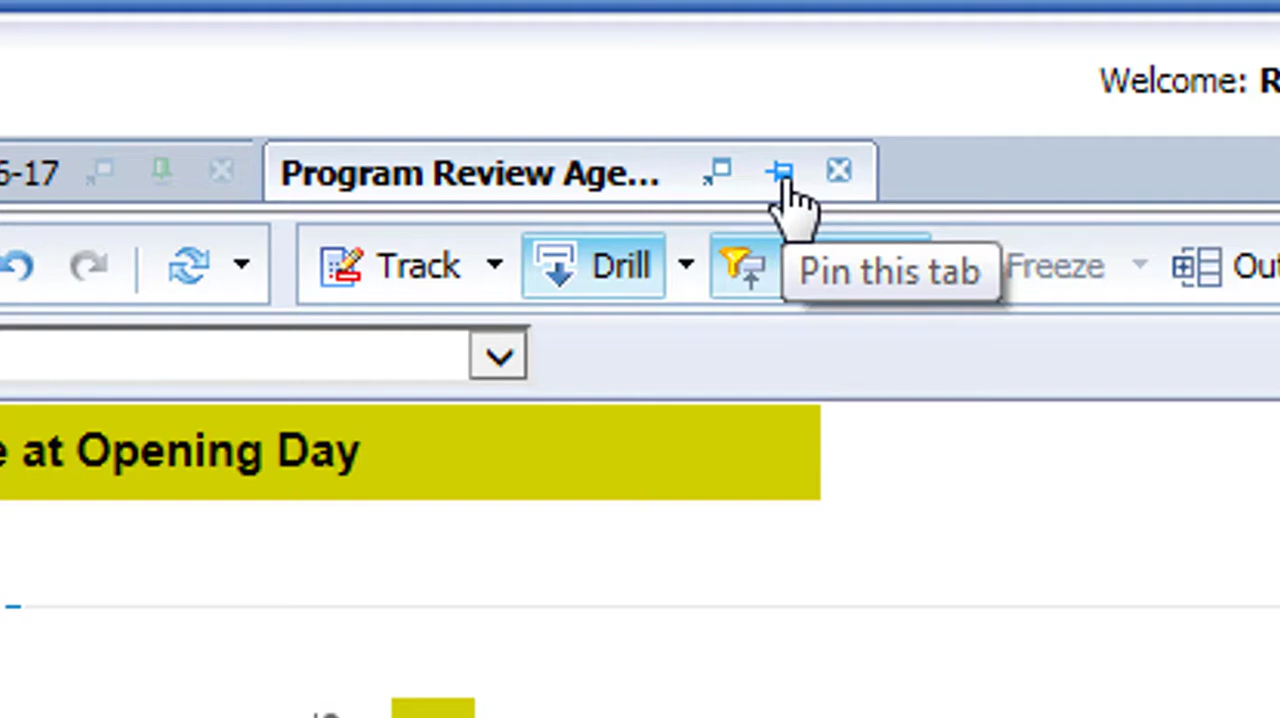 Welcome: R
6-17 Program Review Age...
Track Drill Freeze Out
Pin this tab
e at Opening Day